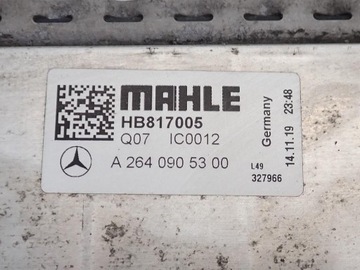 MAHLE
HB817005
Q07 IC0012
A 264 090 53 00
Germany
14.11.19 23:48
L49
327966